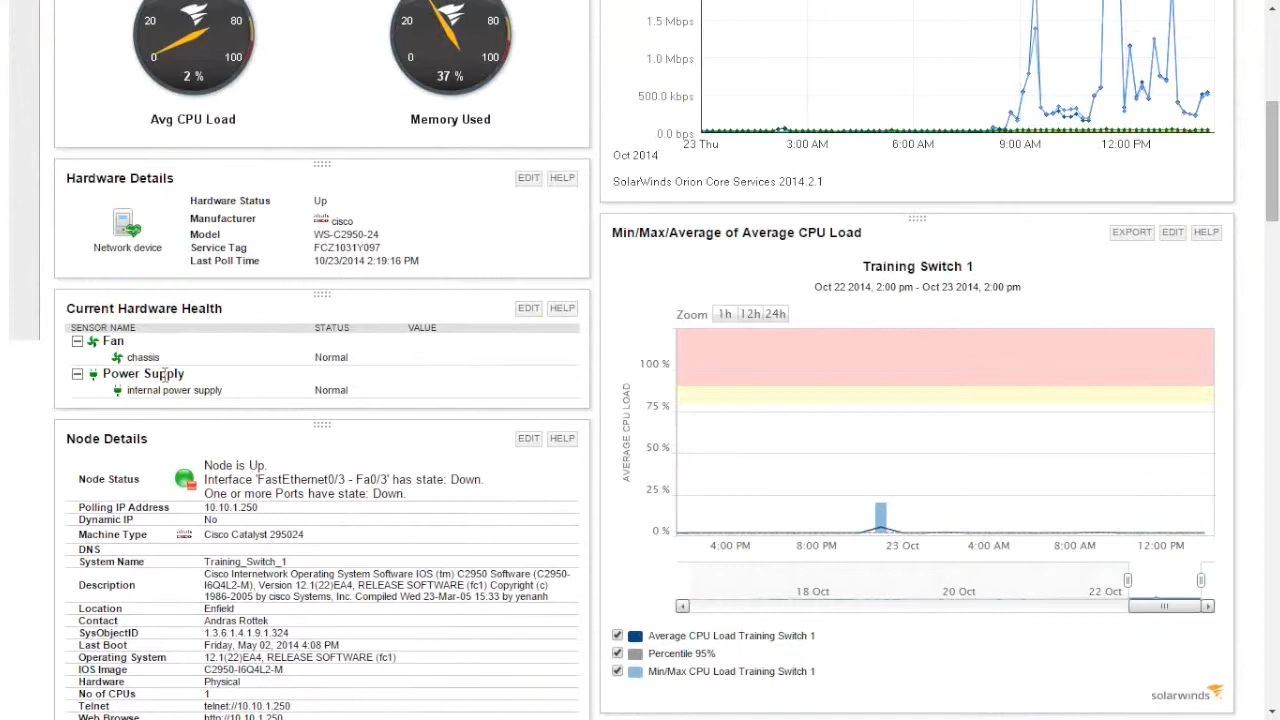 20
80
0
100
2 %
Avg CPU Load
20
80
0
100
37 %
Memory Used
Hardware Details
EDIT
HELP
Network device
Hardware Status Up
Manufacturer cisco
Model WS-C2950-24
Service Tag FCZ1031Y097
Last Poll Time 10/23/2014 2:19:16 PM
Current Hardware Health
EDIT
HELP
SENSOR NAME STATUS VALUE
Fan
chassis Normal
Power Supply
internal power supply Normal
Node Details
EDIT
HELP
Node Status
Node is Up.
Interface 'FastEthernet0/3 - Fa0/3' has state: Down.
One or more Ports have state: Down.
Polling IP Address 10.10.1.250
Dynamic IP No
Machine Type Cisco Catalyst 295024
DNS
System Name Training_Switch_1
Description
Cisco Internetwork Operating System Software IOS (tm) C2950 Software (C2950-
I6Q4L2-M), Version 12.1(22)EA4, RELEASE SOFTWARE (fc1) Copyright (c)
1986-2005 by cisco Systems, Inc. Compiled Wed 23-Mar-05 15:33 by yenanh
Location Enfield
Contact Andras Rottek
SysObjectID 1.3.6.1.4.1.9.1.324
Last Boot Friday, May 02, 2014 4:08 PM
Operating System 12.1(22)EA4, RELEASE SOFTWARE (fc1)
IOS Image C2950-I6Q4L2-M
Hardware Physical
No of CPUs 1
Telnet telnet://10.10.1.250
Web Browse http://10.10.1.250
1.5 Mbps
1.0 Mbps
500.0 kbps
0.0 bps
23 Thu 3:00 AM 6:00 AM 9:00 AM 12:00 PM
Oct 2014
SolarWinds Orion Core Services 2014.2.1
Min/Max/Average of Average CPU Load
EXPORT
EDIT
HELP
Training Switch 1
Oct 22 2014, 2:00 pm - Oct 23 2014, 2:00 pm
Zoom 1h 12h 24h
AVERAGE CPU LOAD
100 %
75 %
50 %
25 %
0 %
4:00 PM 8:00 PM 23 Oct 4:00 AM 8:00 AM 12:00 PM
18 Oct 20 Oct 22 Oct
Average CPU Load Training Switch 1
Percentile 95%
Min/Max CPU Load Training Switch 1
solarwinds